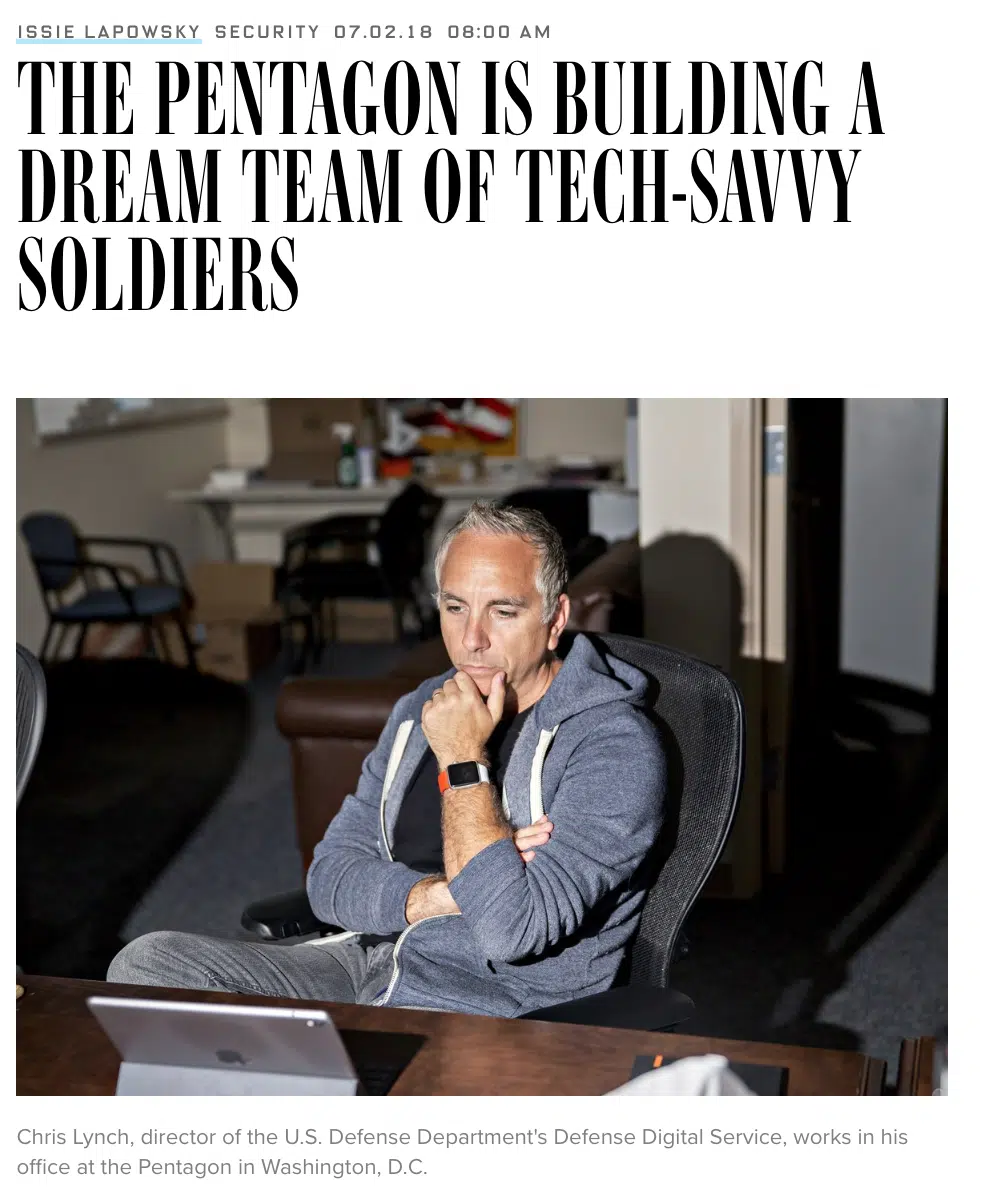 ISSIE LAPOWSKY SECURITY 07.02.18 08:00 AM
THE PENTAGON IS BUILDING A
DREAM TEAM OF TECH-SAVVY
SOLDIERS
Chris Lynch, director of the U.S. Defense Department's Defense Digital Service, works in his
office at the Pentagon in Washington, D.C.